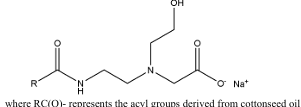 OH
O
O
R
N
H
N
O- Na+
where RC(O)- represents the acyl groups derived from cottonseed oil